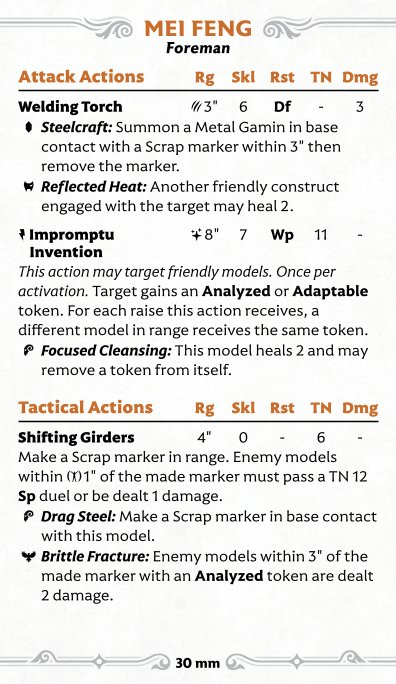 MEI FENG
Foreman
Attack Actions Rg Skl Rst TN Dmg
Welding Torch 3" 6 Df - 3
Steelcraft: Summon a Metal Gamin in base
contact with a Scrap marker within 3" then
remove the marker.
Reflected Heat: Another friendly construct
engaged with the target may heal 2.
Impromptu 8" 7 Wp 11 -
Invention
This action may target friendly models. Once per
activation. Target gains an Analyzed or Adaptable
token. For each raise this action receives, a
different model in range receives the same token.
Focused Cleansing: This model heals 2 and may
remove a token from itself.
Tactical Actions Rg Skl Rst TN Dmg
Shifting Girders 4" 0 - 6 -
Make a Scrap marker in range. Enemy models
within 1" of the made marker must pass a TN 12
Sp duel or be dealt 1 damage.
Drag Steel: Make a Scrap marker in base contact
with this model.
Brittle Fracture: Enemy models within 3" of the
made marker with an Analyzed token are dealt
2 damage.
30 mm